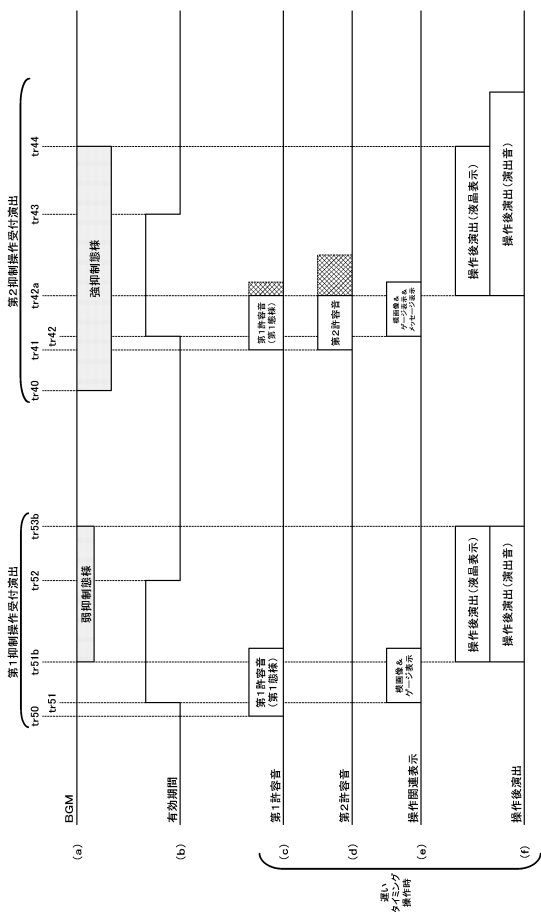 第1抑制操作受付演出
第2抑制操作受付演出
tr50
tr51
tr51b
tr52
tr53b
tr40
tr41
tr42
tr42a
tr43
tr44
(a)
BGM
弱抑制態様
強抑制態様
(b)
有効期間
遅い
タイミング
操作時
(c)
第1許容音
第1許容音
(第1態様)
第1許容音
(第1態様)
(d)
第2許容音
第2許容音
(e)
操作関連表示
模画像&
ゲージ表示
模画像&
ゲージ表示&
メッセージ表示
(f)
操作後演出
操作後演出(液晶表示)
操作後演出(演出音)
操作後演出(液晶表示)
操作後演出(演出音)